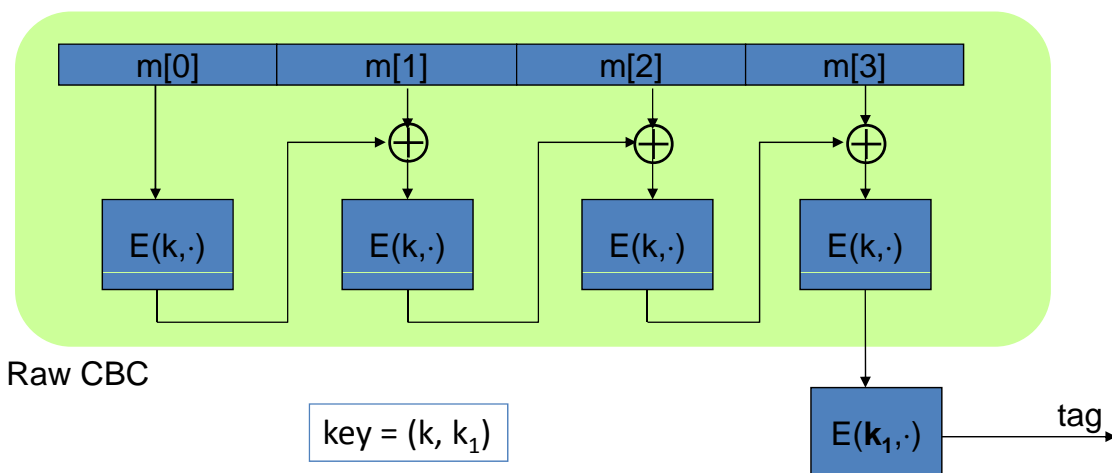 m[0] m[1] m[2] m[3]
E(k,·) E(k,·) E(k,·) E(k,·)
Raw CBC
key = (k, k₁)
E(k₁,·)
tag